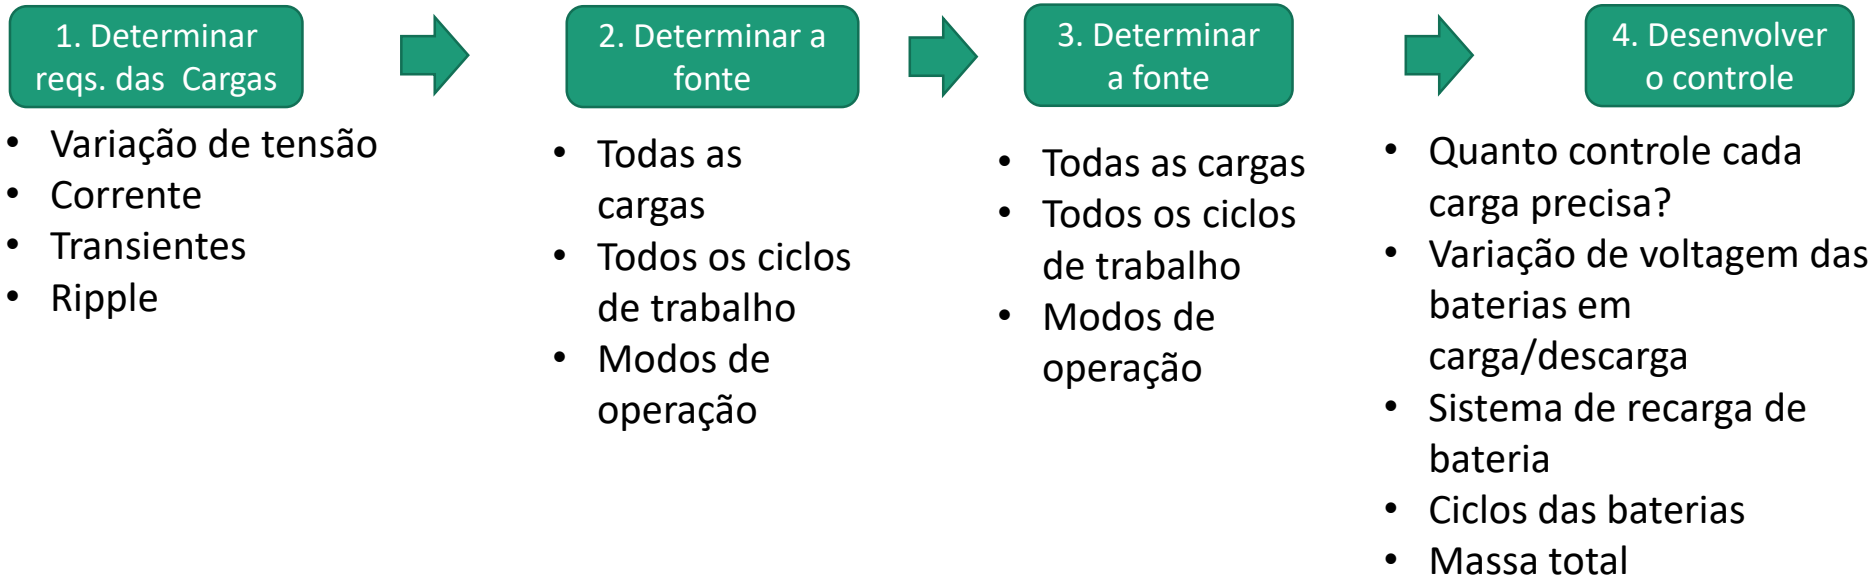 1. Determinar
reqs. das Cargas
• Variação de tensão
• Corrente
• Transientes
• Ripple
2. Determinar a
fonte
• Todas as
cargas
• Todos os ciclos
de trabalho
• Modos de
operação
3. Determinar
a fonte
• Todas as cargas
• Todos os ciclos
de trabalho
• Modos de
operação
4. Desenvolver
o controle
• Quanto controle cada
carga precisa?
• Variação de voltagem das
baterias em
carga/descarga
• Sistema de recarga de
bateria
• Ciclos das baterias
• Massa total